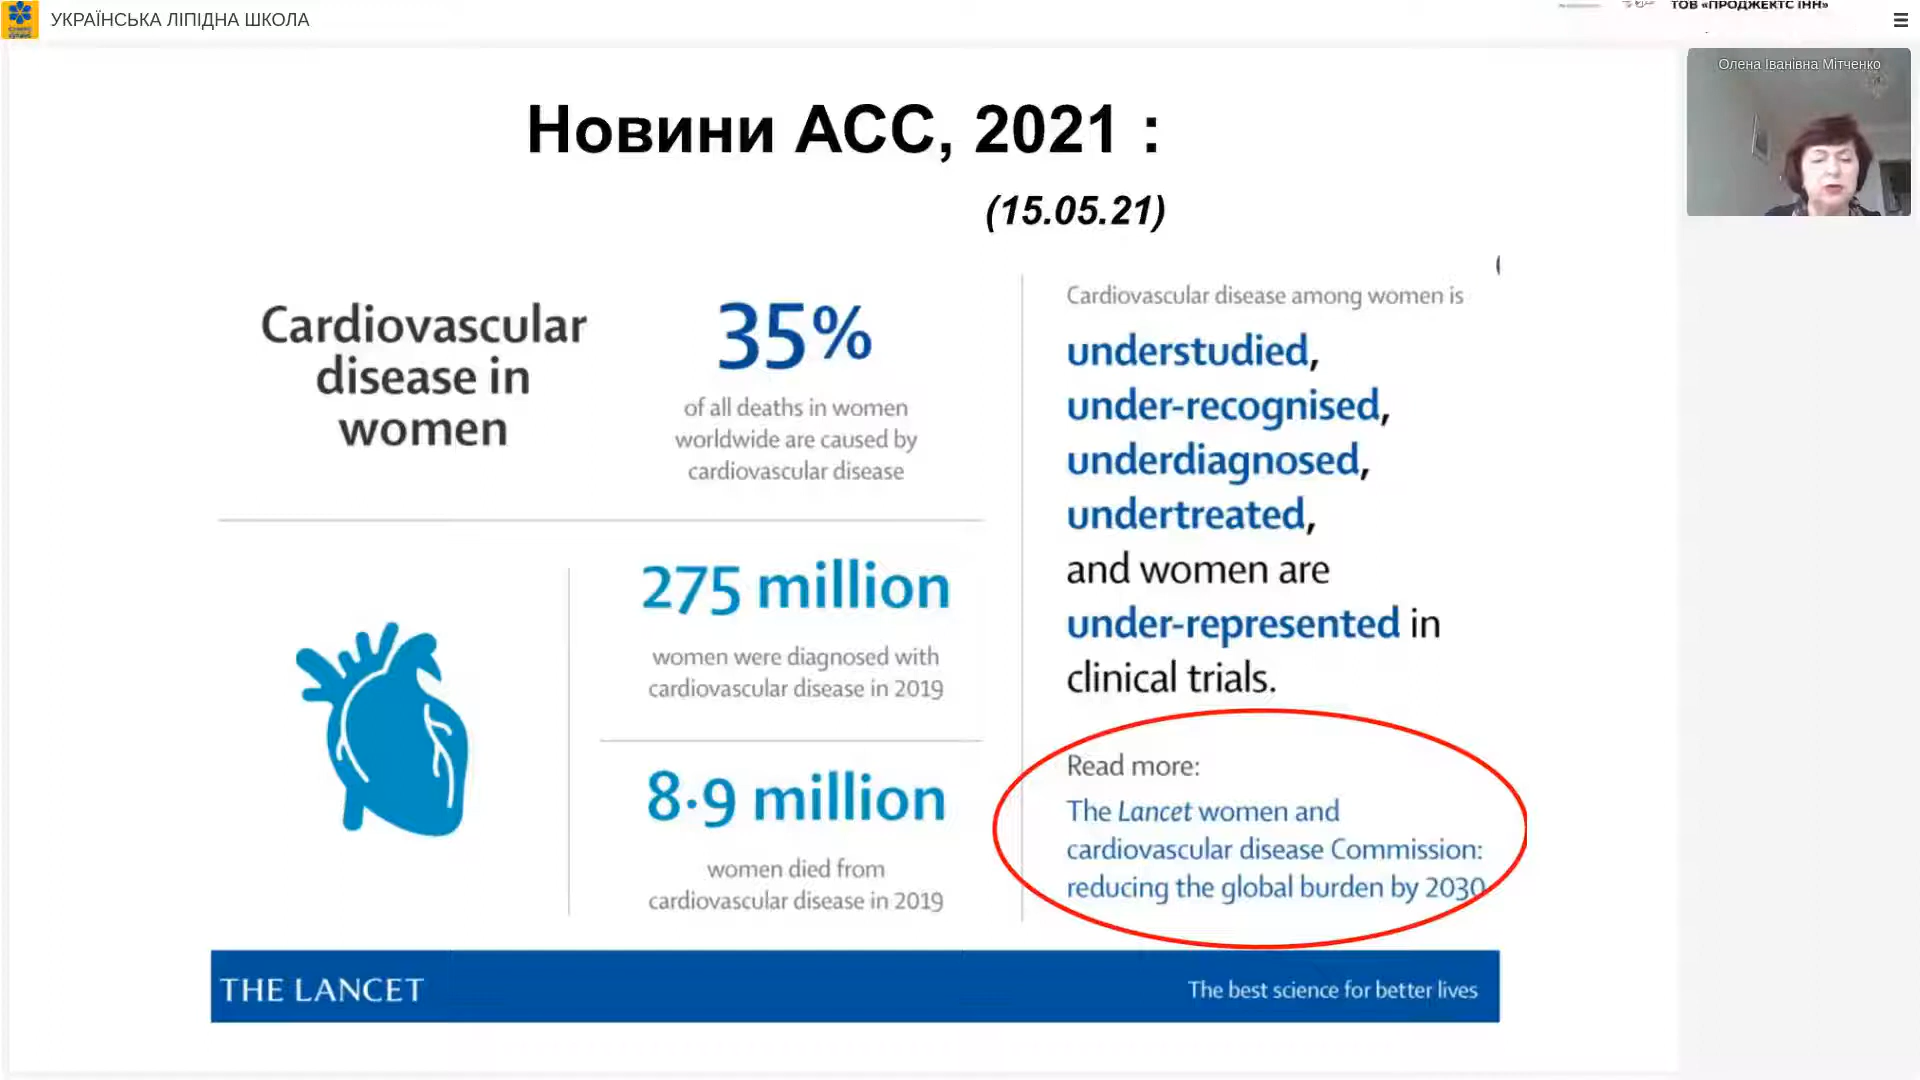 УКРАЇНСЬКА ЛІПІДНА ШКОЛА
ТОВ «ПРОДЖЕКТС ІНН»
Олена Іванівна Мітченко
Новини АСС, 2021 :
(15.05.21)
Cardiovascular
disease in
women
35%
of all deaths in women
worldwide are caused by
cardiovascular disease
275 million
women were diagnosed with
cardiovascular disease in 2019
8·9 million
women died from
cardiovascular disease in 2019
Cardiovascular disease among women is
understudied,
under-recognised,
underdiagnosed,
undertreated,
and women are
under-represented in
clinical trials.
Read more:
The Lancet women and
cardiovascular disease Commission:
reducing the global burden by 2030
THE LANCET
The best science for better lives